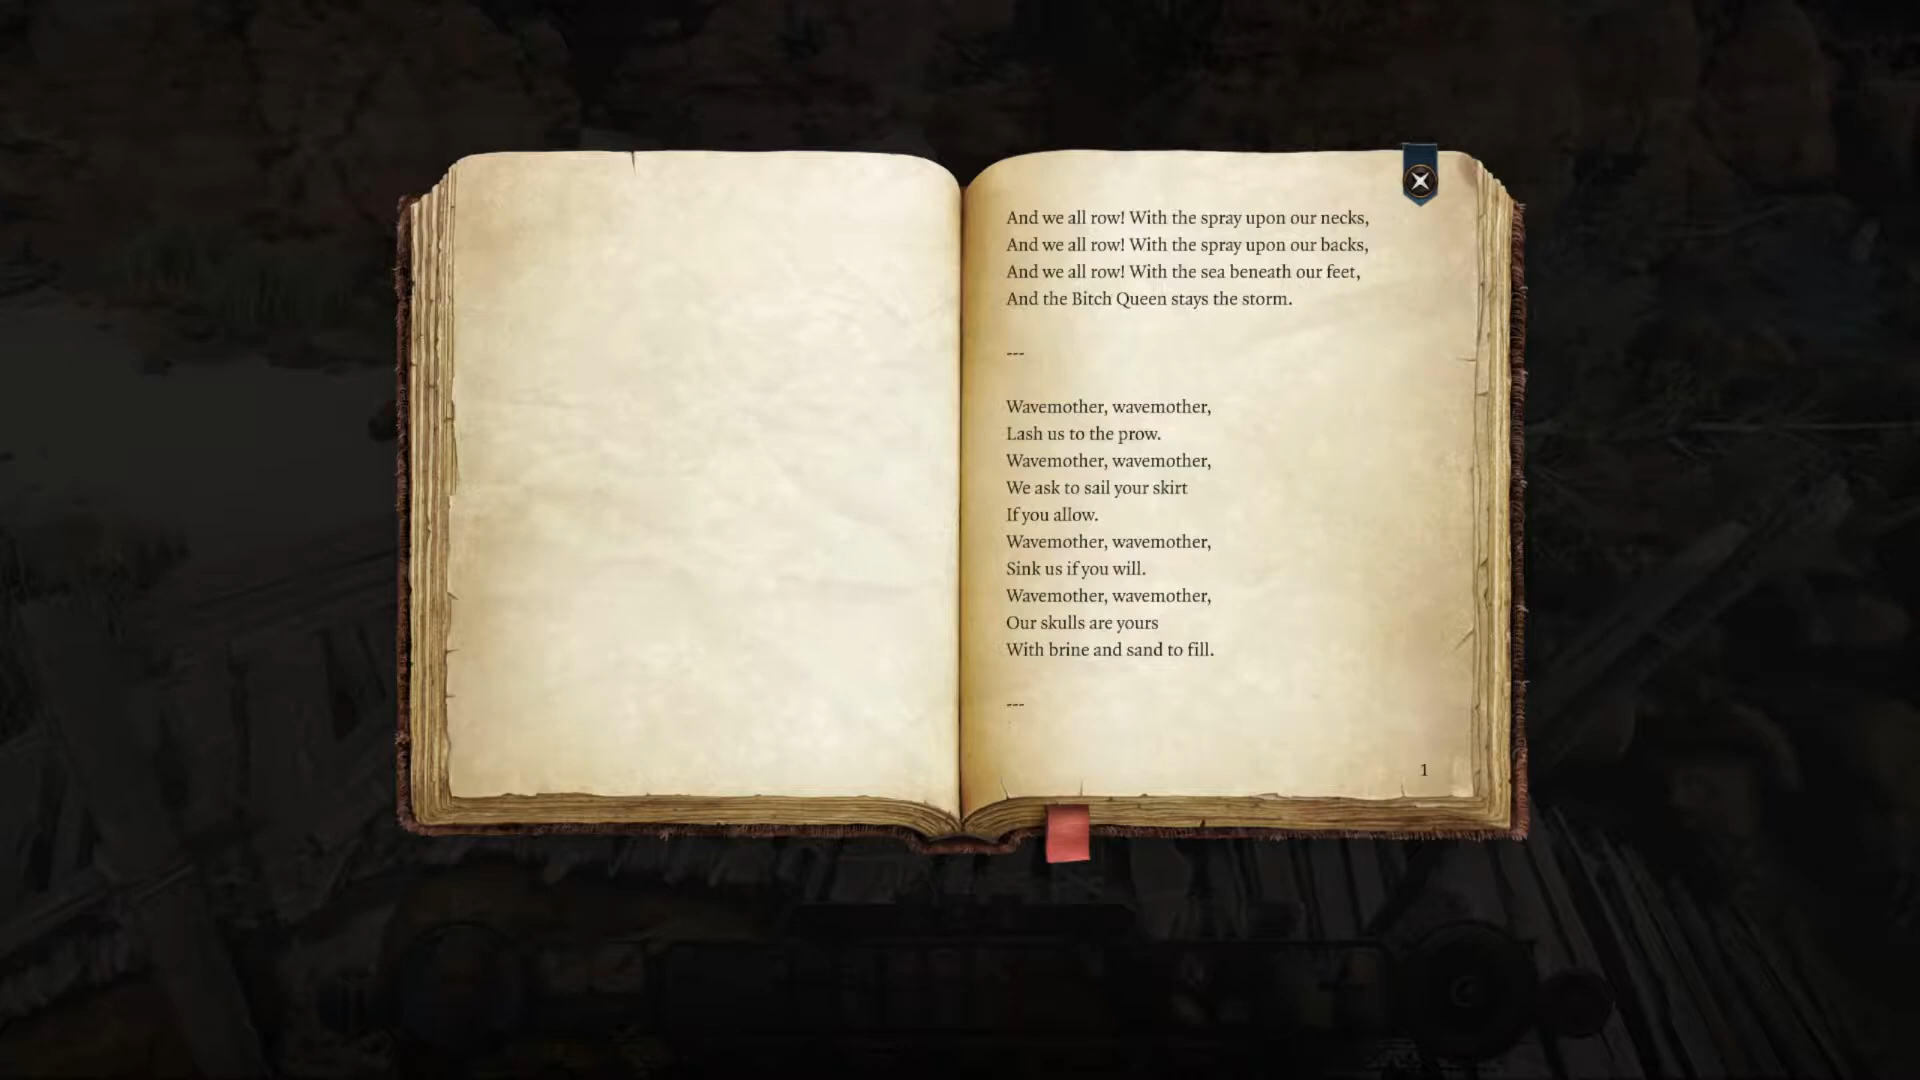 And we all row! With the spray upon our necks,
And we all row! With the spray upon our backs,
And we all row! With the sea beneath our feet,
And the Bitch Queen stays the storm.
---
Wavemother, wavemother,
Lash us to the prow.
Wavemother, wavemother,
We ask to sail your skirt
If you allow.
Wavemother, wavemother,
Sink us if you will.
Wavemother, wavemother,
Our skulls are yours
With brine and sand to fill.
---
1